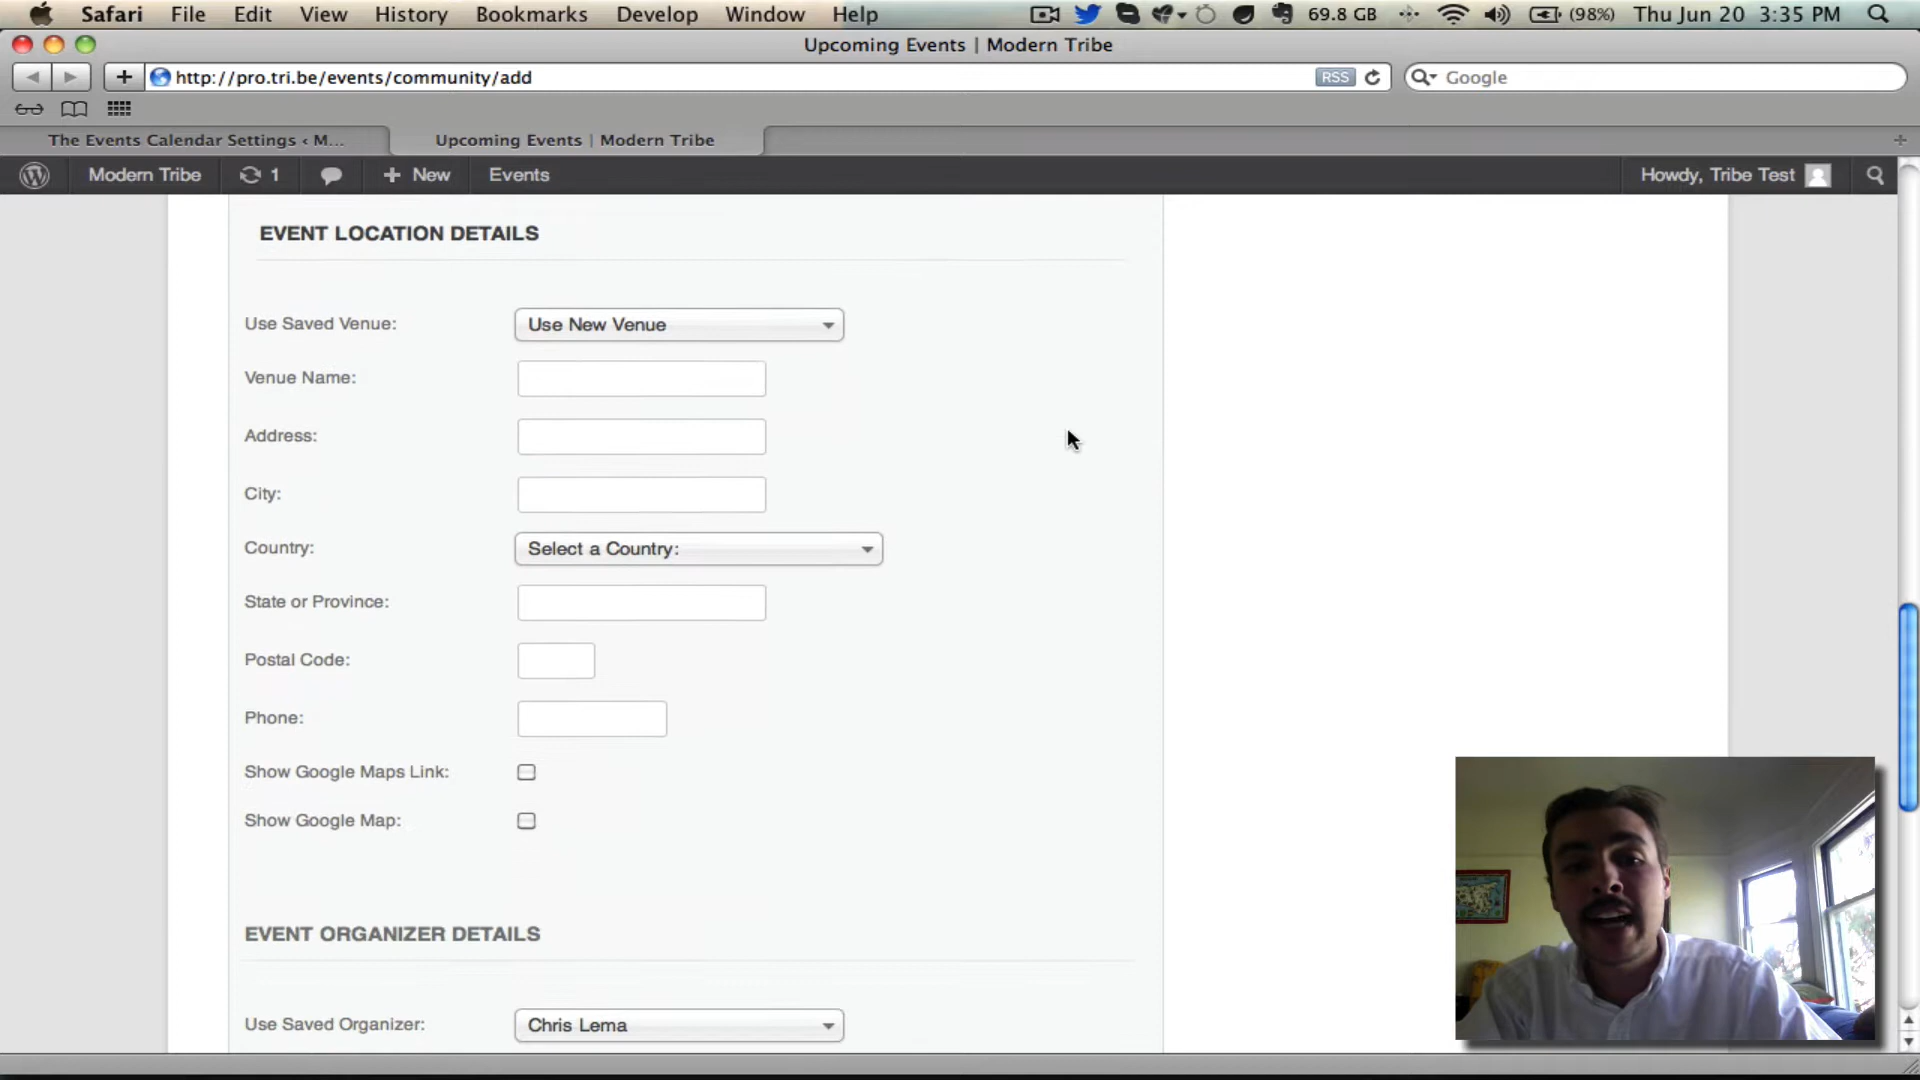 Safari File Edit View History Bookmarks Develop Window Help 69.8 GB (98%) Thu Jun 20 3:35 PM
Upcoming Events | Modern Tribe
http://pro.tri.be/events/community/add RSS Google
The Events Calendar Settings ‹ M... Upcoming Events | Modern Tribe
Modern Tribe 1 + New Events Howdy, Tribe Test
EVENT LOCATION DETAILS
Use Saved Venue: Use New Venue
Venue Name:
Address:
City:
Country: Select a Country:
State or Province:
Postal Code:
Phone:
Show Google Maps Link:
Show Google Map:
EVENT ORGANIZER DETAILS
Use Saved Organizer: Chris Lema